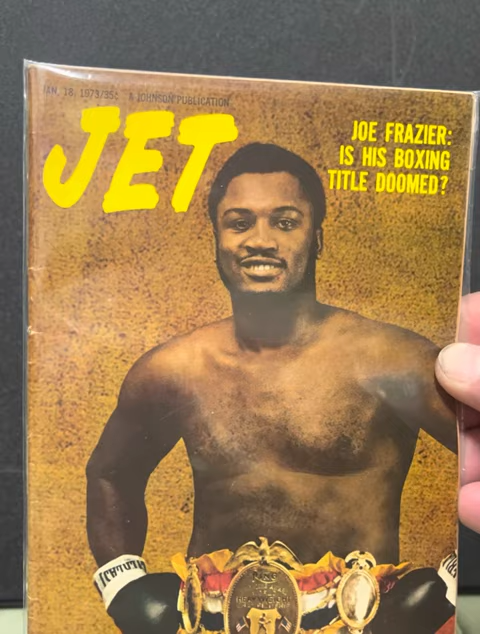 JAN. 18, 1973/35¢ A JOHNSON PUBLICATION
JET
JOE FRAZIER:
IS HIS BOXING
TITLE DOOMED?